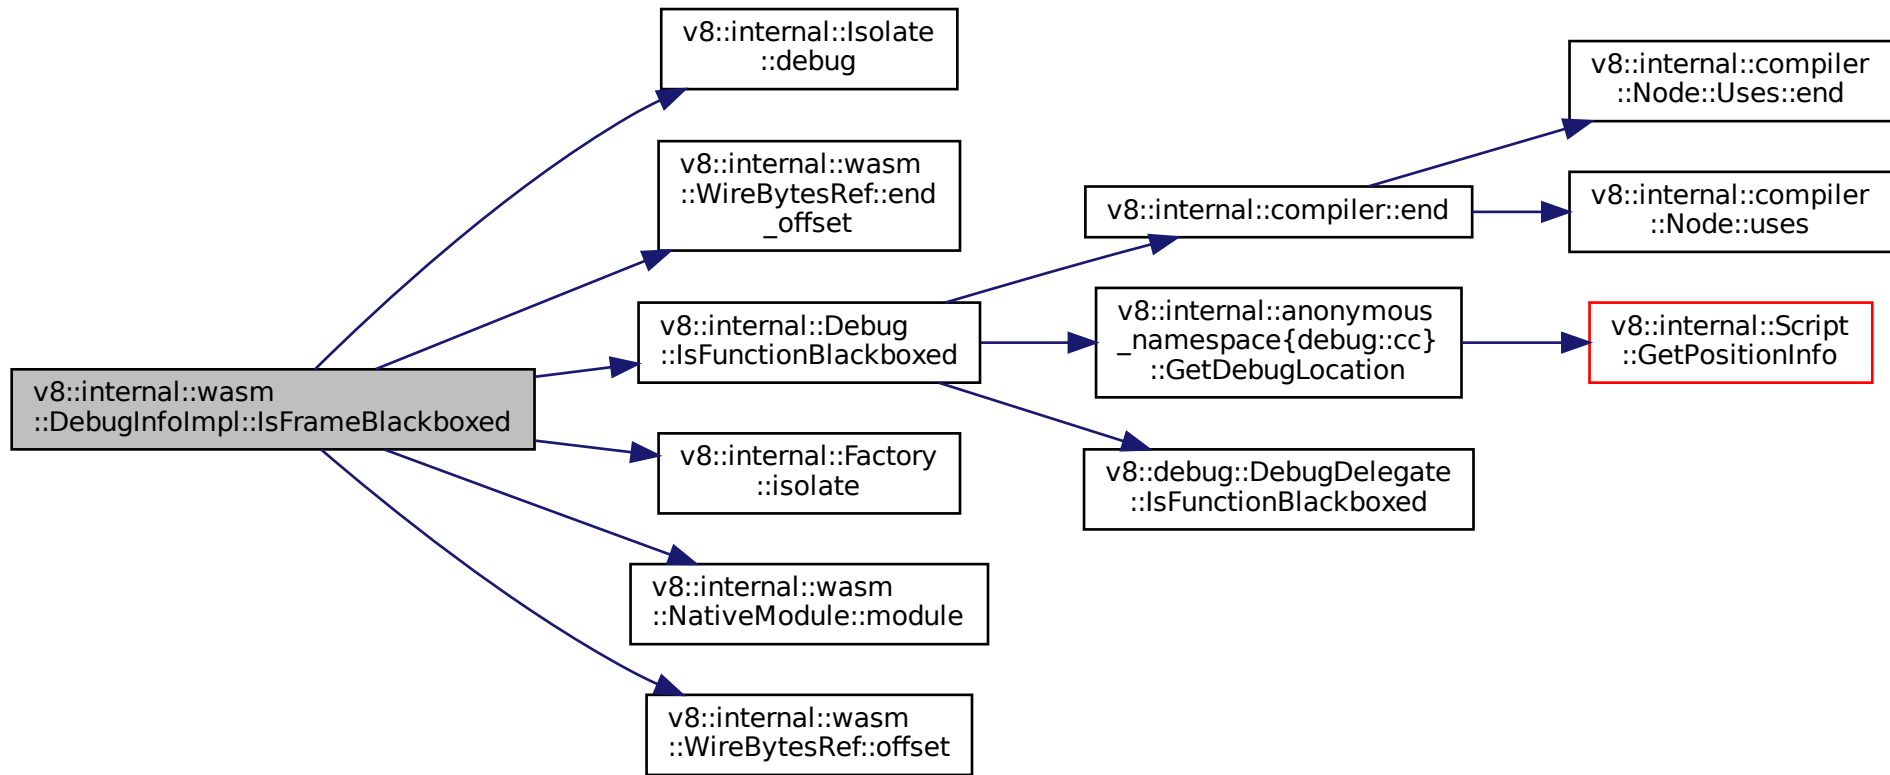 v8::internal::wasm
::DebugInfoImpl::IsFrameBlackboxed
v8::internal::Isolate
::debug
v8::internal::wasm
::WireBytesRef::end
_offset
v8::internal::Debug
::IsFunctionBlackboxed
v8::internal::Factory
::isolate
v8::internal::wasm
::NativeModule::module
v8::internal::wasm
::WireBytesRef::offset
v8::internal::compiler::end
v8::internal::anonymous
_namespace{debug::cc}
::GetDebugLocation
v8::debug::DebugDelegate
::IsFunctionBlackboxed
v8::internal::compiler
::Node::Uses::end
v8::internal::compiler
::Node::uses
v8::internal::Script
::GetPositionInfo